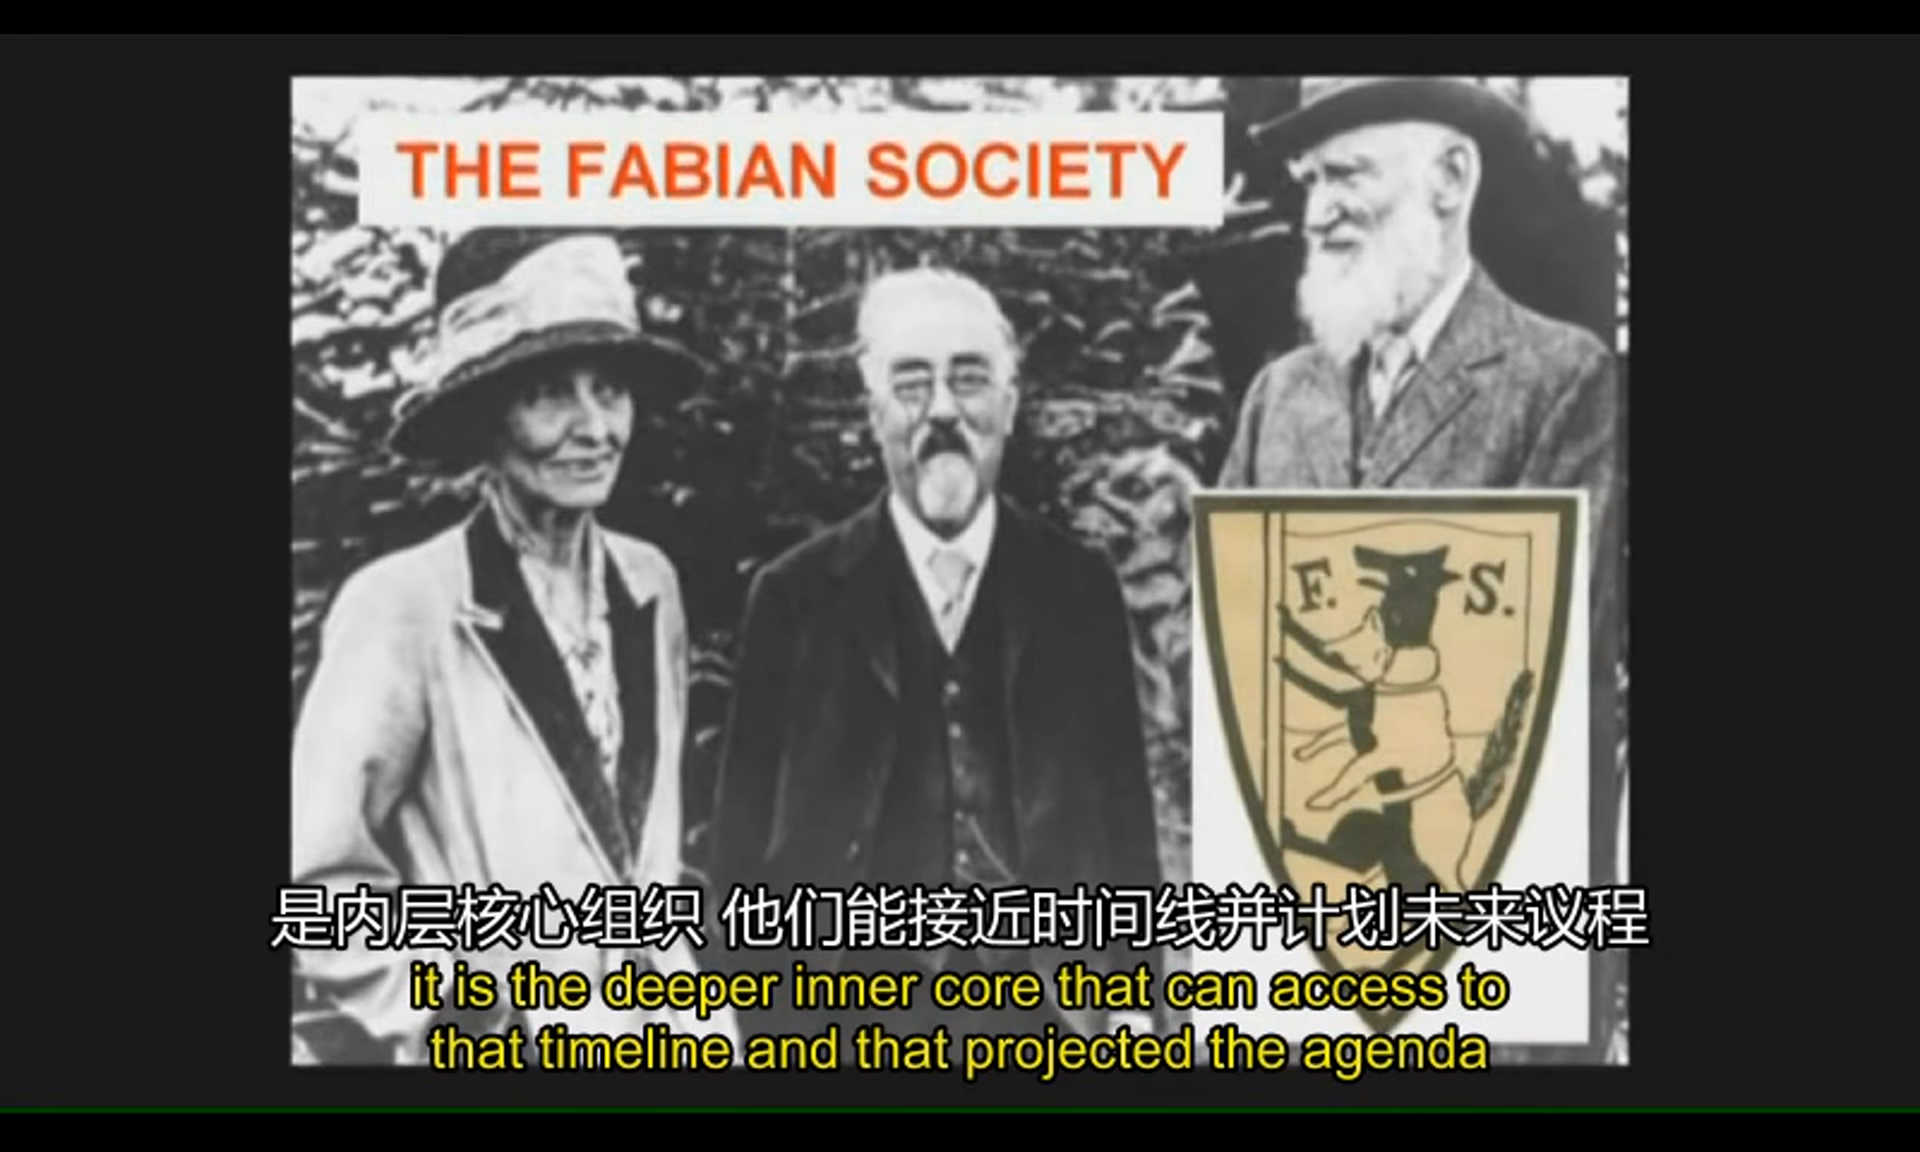 THE FABIAN SOCIETY
F. S.
是内层核心组织 他们能接近时间线并计划未来议程
it is the deeper inner core that can access to
that timeline and that projected the agenda